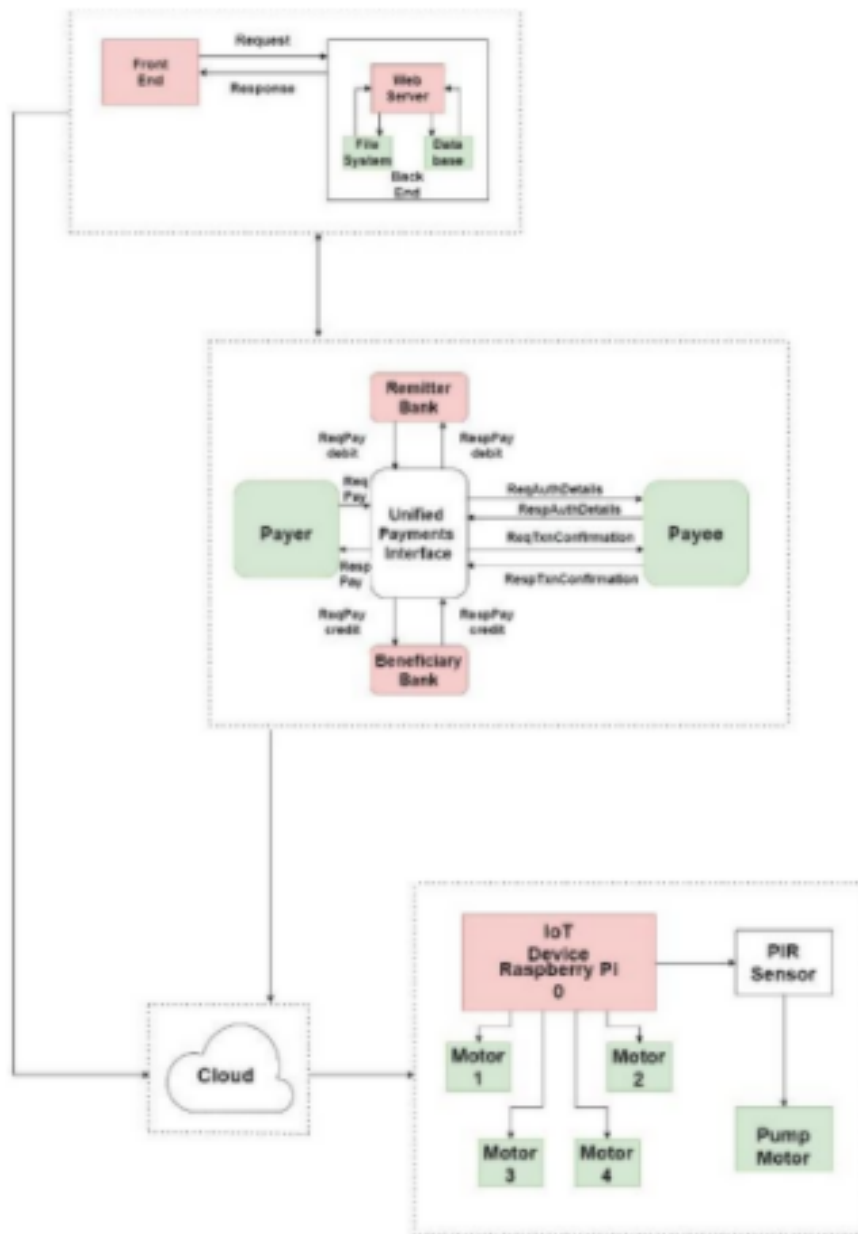 Request
Front
End
Response
Web
Server
File
System
Data
base
Back
End
Remitter
Bank
ReqPay
debit
RespPay
debit
Req
Pay
Payer
Unified
Payments
Interface
ReqAuthDetails
RespAuthDetails
ReqTxnConfirmation
RespTxnConfirmation
Payee
Resp
Pay
ReqPay
credit
RespPay
credit
Beneficiary
Bank
IoT
Device
Raspberry Pi
0
PIR
Sensor
Cloud
Motor
1
Motor
2
Motor
3
Motor
4
Pump
Motor